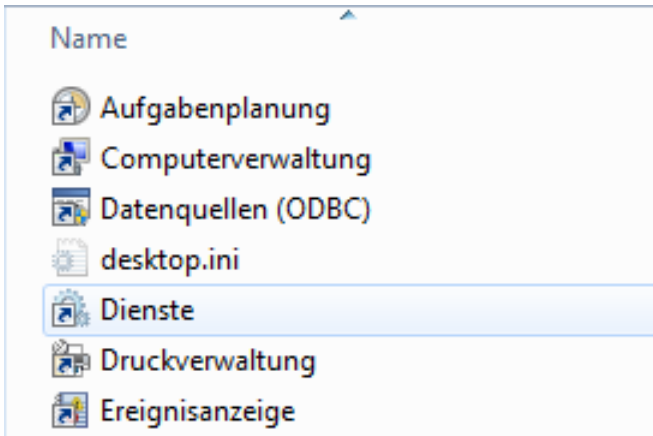 Name
Aufgabenplanung
Computerverwaltung
Datenquellen (ODBC)
desktop.ini
Dienste
Druckverwaltung
Ereignisanzeige